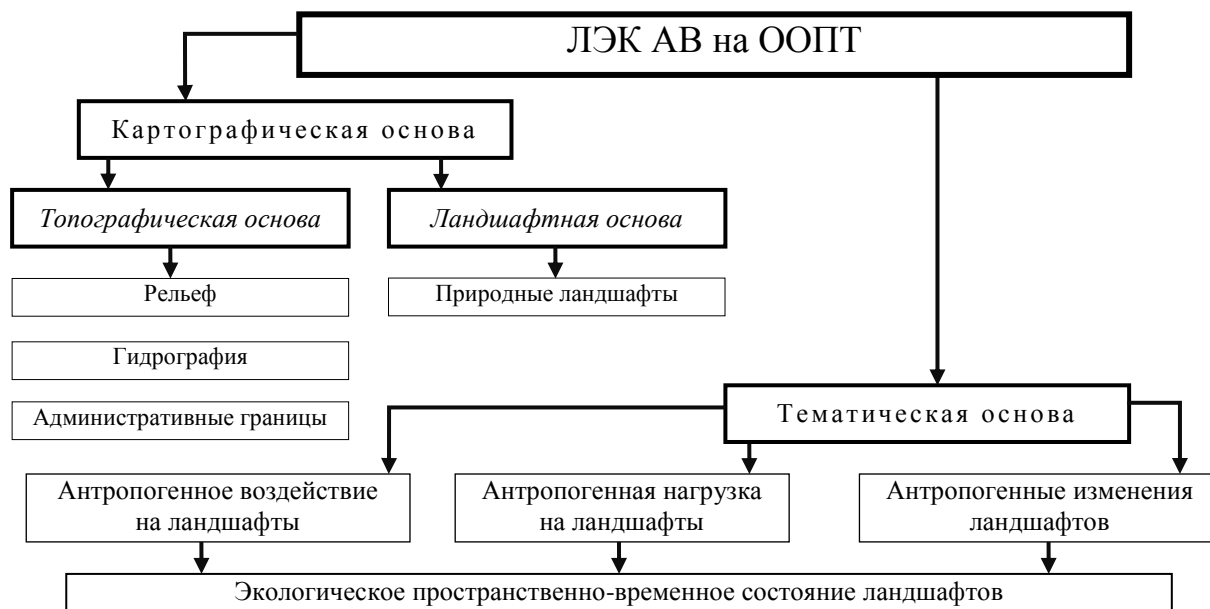 ЛЭК АВ на ООПТ
Картографическая основа
Топографическая основа
Ландшафтная основа
Рельеф
Природные ландшафты
Гидрография
Административные границы
Тематическая основа
Антропогенное воздействие
на ландшафты
Антропогенная нагрузка
на ландшафты
Антропогенные изменения
ландшафтов
Экологическое пространственно-временное состояние ландшафтов